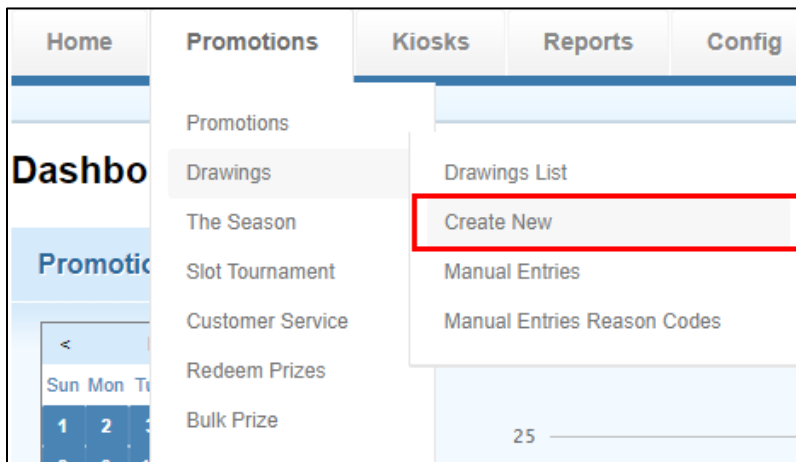 Home Promotions Kiosks Reports Config
Promotions
Dashbo
Drawings
Drawings List
The Season
Create New
Promotic
Slot Tournament
Manual Entries
Customer Service
Manual Entries Reason Codes
<
Redeem Prizes
Sun Mon
1 2
Bulk Prize
25